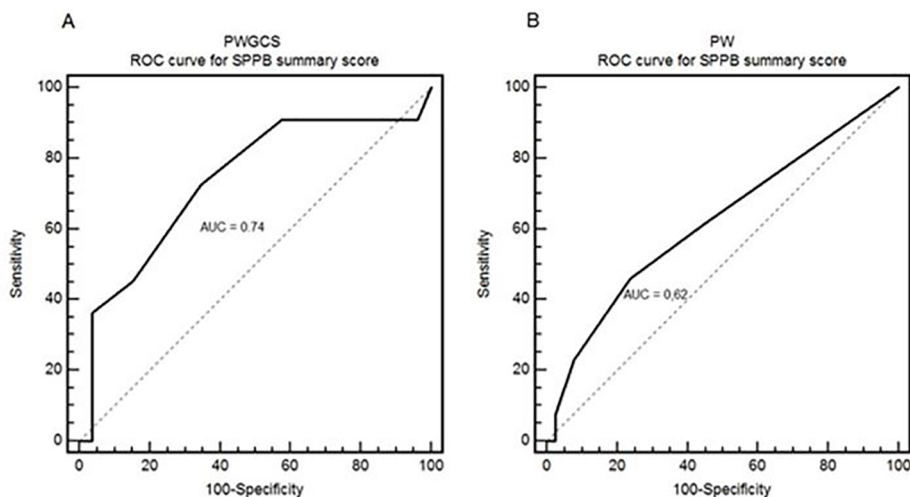 A
PWGCS
ROC curve for SPPB summary score
100
80
60
40
20
0
Sensitivity
AUC = 0.74
0 20 40 60 80 100
100-Specificity
B
PW
ROC curve for SPPB summary score
100
80
60
40
20
0
Sensitivity
AUC = 0,62
0 20 40 60 80 100
100-Specificity